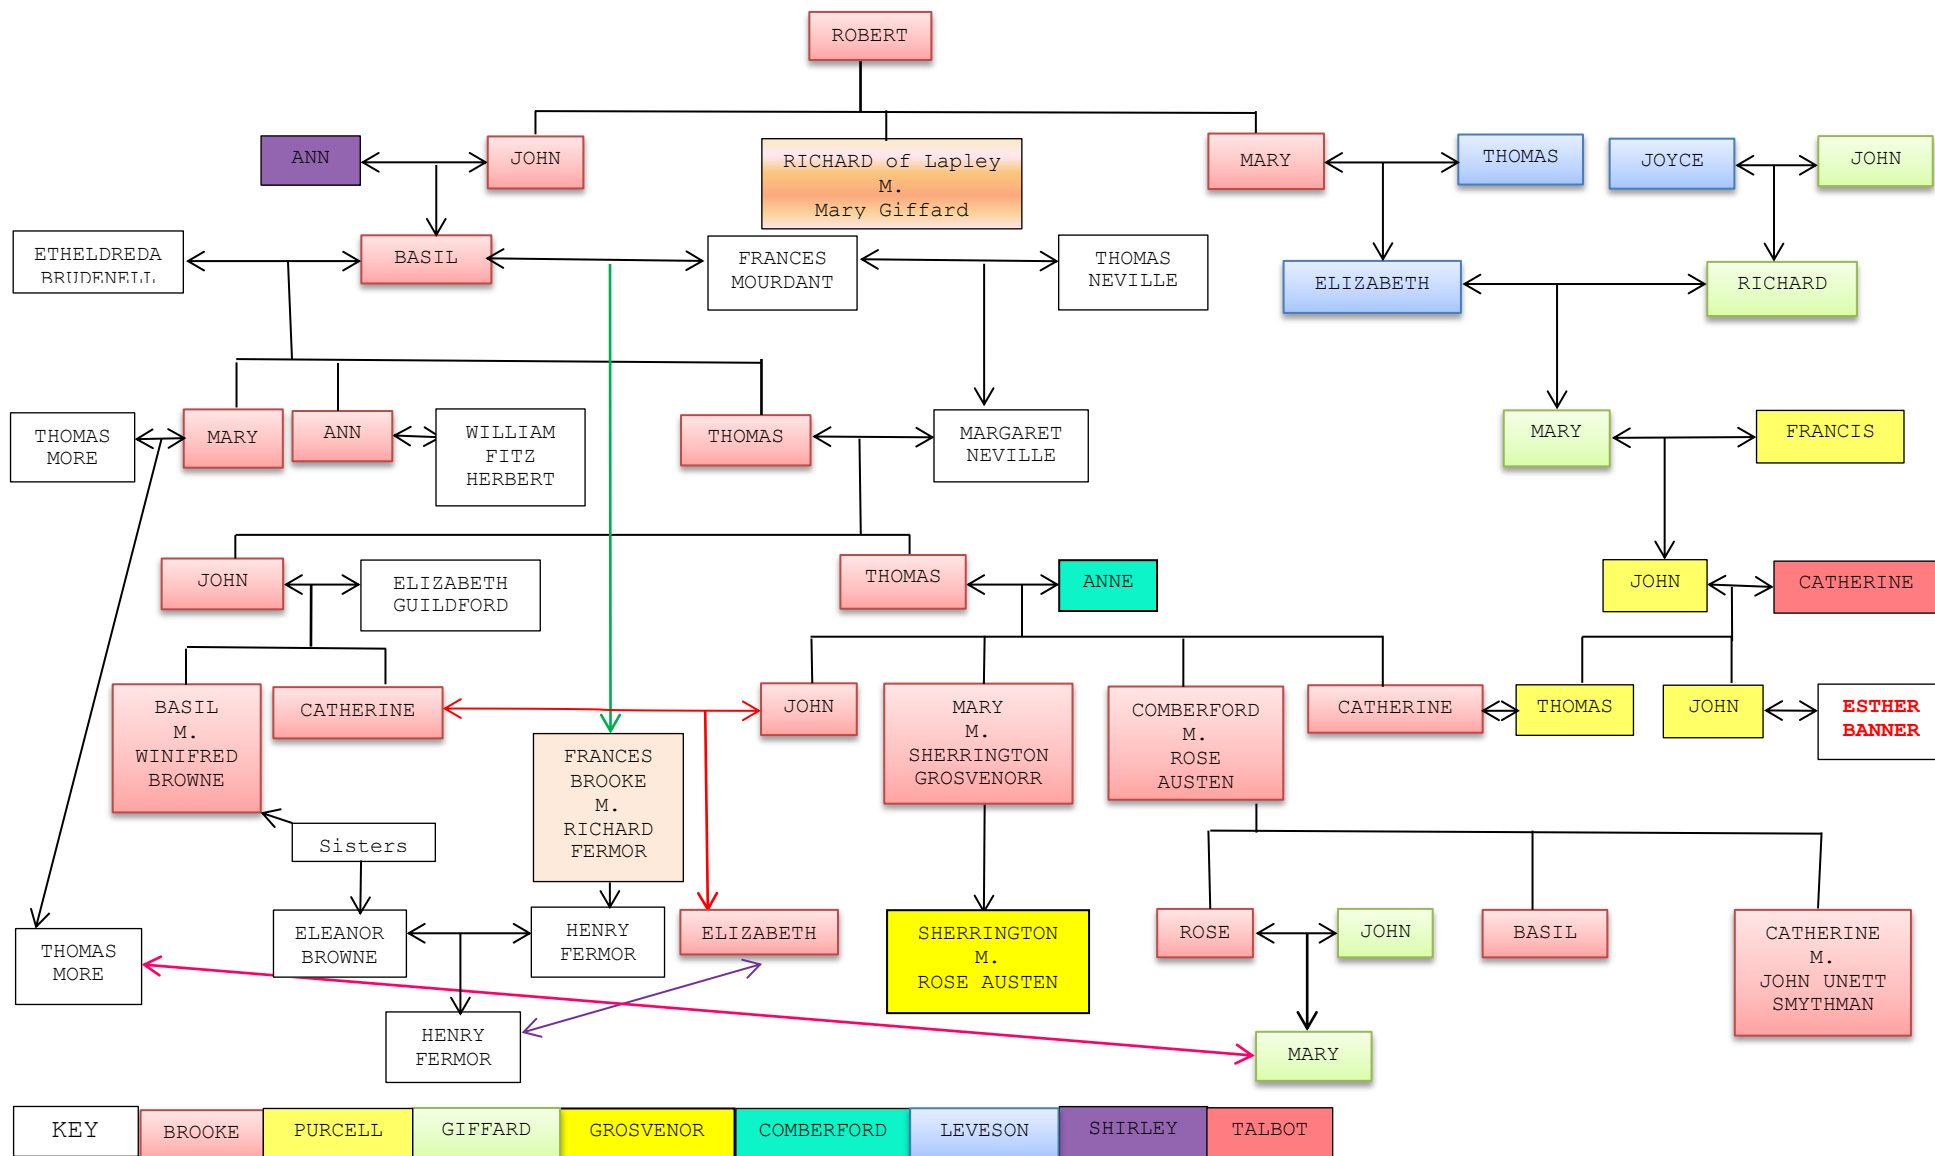 ROBERT
ANN
JOHN
RICHARD of Lapley
M.
Mary Giffard
MARY
THOMAS
JOYCE
JOHN
ETHELDREDA
BRUDENELL
BASIL
FRANCES
MOURDANT
THOMAS
NEVILLE
ELIZABETH
RICHARD
THOMAS
MORE
MARY
ANN
WILLIAM
FITZ
HERBERT
THOMAS
MARGARET
NEVILLE
MARY
FRANCIS
JOHN
ELIZABETH
GUILDFORD
THOMAS
ANNE
JOHN
CATHERINE
BASIL
M.
WINIFRED
BROWNE
CATHERINE
JOHN
MARY
M.
SHERRINGTON
GROSVENORR
COMBERFORD
M.
ROSE
AUSTEN
CATHERINE
THOMAS
JOHN
ESTHER
BANNER
FRANCES
BROOKE
M.
RICHARD
FERMOR
Sisters
THOMAS
MORE
ELEANOR
BROWNE
HENRY
FERMOR
ELIZABETH
SHERRINGTON
M.
ROSE AUSTEN
ROSE
JOHN
BASIL
CATHERINE
M.
JOHN UNETT
SMYTHMAN
HENRY
FERMOR
MARY
KEY
BROOKE
PURCELL
GIFFARD
GROSVENOR
COMBERFORD
LEVESON
SHIRLEY
TALBOT